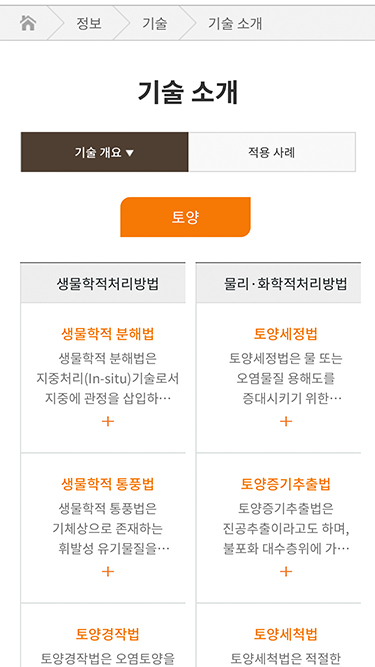 정보 기술 기술 소개
기술 소개
기술 개요 ▼
적용 사례
토양
생물학적처리방법
생물학적 분해법
생물학적 분해법은
지중처리(In-situ)기술로서
지중에 관정을 삽입하…
+
생물학적 통풍법
생물학적 통풍법은
기체상으로 존재하는
휘발성 유기물질을…
+
토양경작법
토양경작법은 오염토양을
물리·화학적처리방법
토양세정법
토양세정법은 물 또는
오염물질 용해도를
증대시키기 위한…
+
토양증기추출법
토양증기추출법은
진공추출이라고도 하며,
불포화 대수층위에 가…
+
토양세척법
토양세척법은 적절한